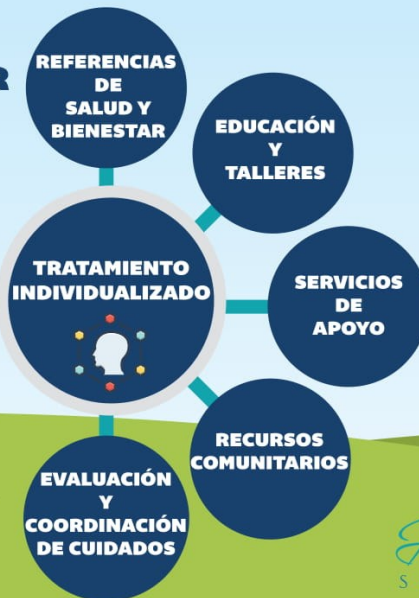 R
REFERENCIAS
DE
SALUD Y
BIENESTAR
EDUCACIÓN
Y
TALLERES
TRATAMIENTO
INDIVIDUALIZADO
SERVICIOS
DE
APOYO
RECURSOS
COMUNITARIOS
EVALUACIÓN
Y
COORDINACIÓN
DE CUIDADOS
S